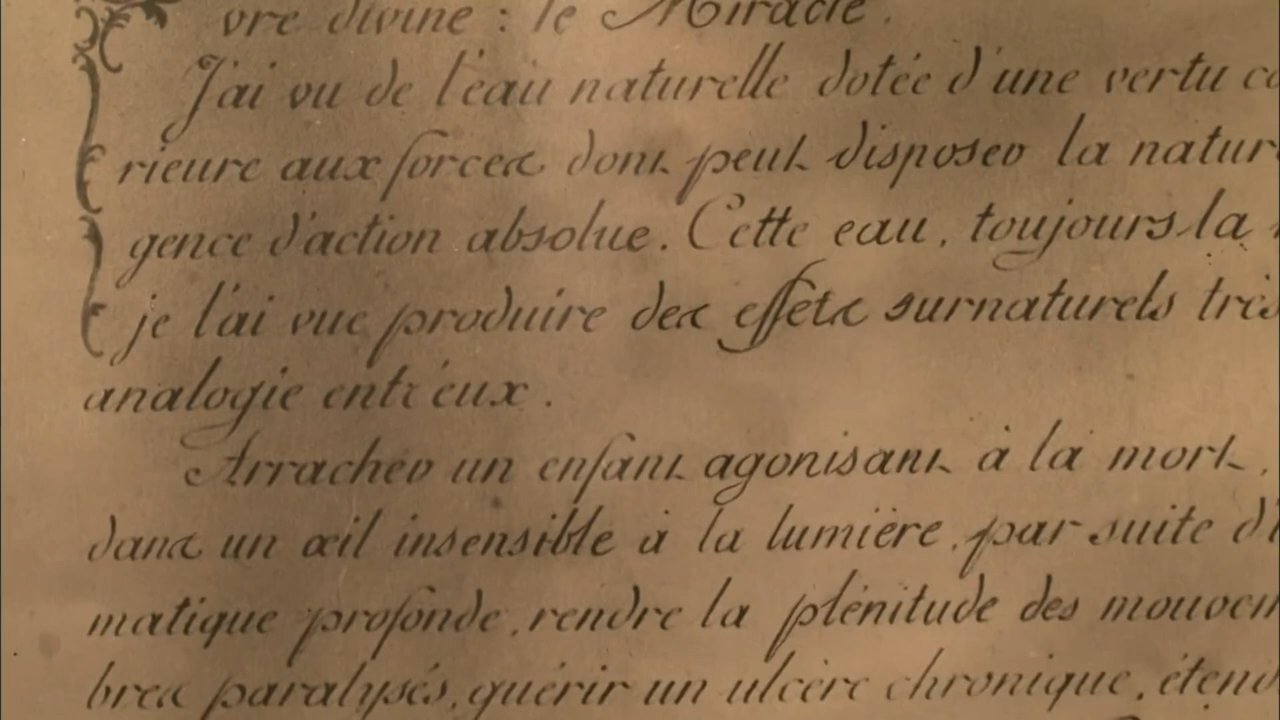 vre divine : le Miracle.
J'ai vu de l'eau naturelle dotée d'une vertu
rieure aux forces dont peut disposer la natur
gence d'action absolue. Cette eau, toujours la
je l'ai vue produire des effets surnaturels très
analogie entr'eux.
Arracher un enfant agonisant à la mort,
dans un œil insensible à la lumière, par suite d'
matique profonde, rendre la plénitude des mouvem
bres paralysés, guérir un ulcère chronique, étend